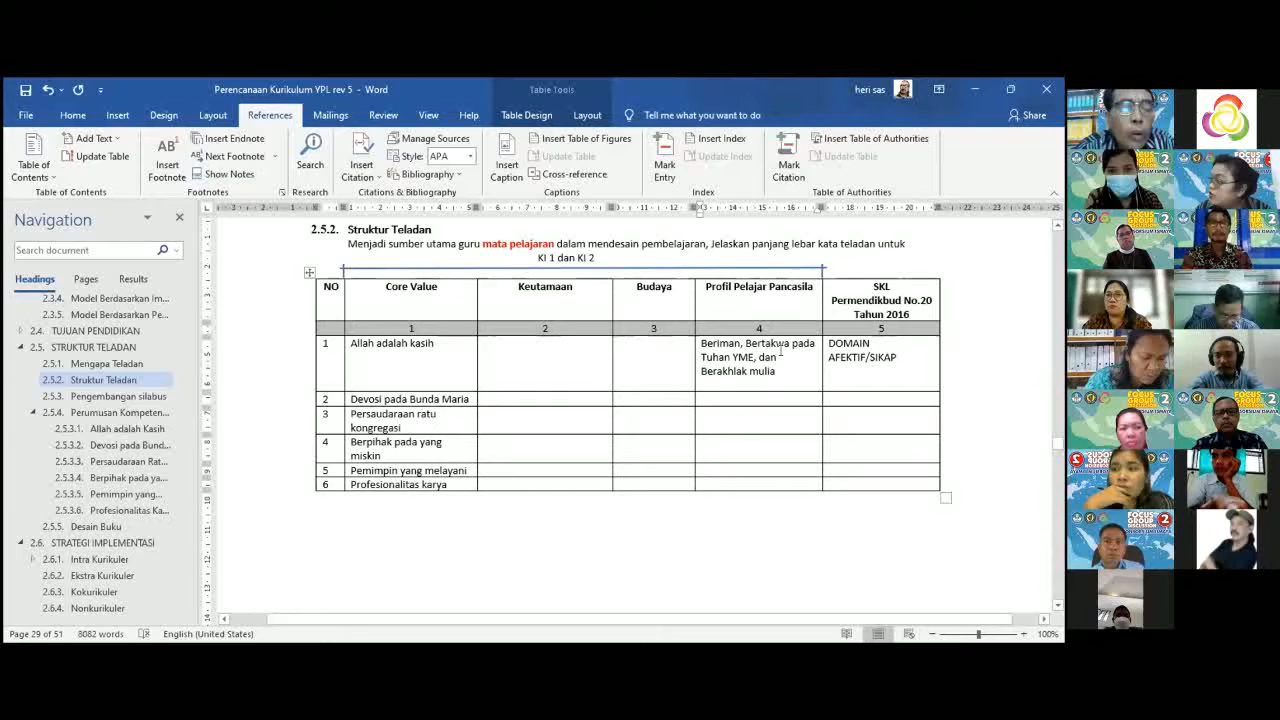 Perencanaan Kurikulum YPL rev 5 - Word
Table Tools
heri sas
File Home Insert Design Layout References Mailings Review View Help Table Design Layout Tell me what you want to do Share
Table of Contents
Add Text
Update Table
Table of Contents
AB
Insert Footnote
Insert Endnote
Next Footnote
Show Notes
Footnotes
Search
Research
Insert Citation
Manage Sources
Style: APA
Bibliography
Citations & Bibliography
Insert Caption
Insert Table of Figures
Update Table
Cross-reference
Captions
Mark Entry
Insert Index
Update Index
Index
Mark Citation
Insert Table of Authorities
Update Table
Table of Authorities
Navigation
Search document
Headings Pages Results
2.3.4. Model Berdasarkan Im...
2.3.5. Model Berdasarkan Pe...
2.4. TUJUAN PENDIDIKAN
2.5. STRUKTUR TELADAN
2.5.1. Mengapa Teladan
2.5.2. Struktur Teladan
2.5.3. Pengembangan silabus
2.5.4. Perumusan Kompeten...
2.5.3.1. Allah adalah Kasih
2.5.3.2. Devosi pada Bund...
2.5.3.3. Persaudaraan Rat...
2.5.3.4. Berpihak pada ya...
2.5.3.5. Pemimpin yang...
2.5.3.6. Profesionalitas Ka...
2.5.5. Desain Buku
2.6. STRATEGI IMPLEMENTASI
2.6.1. Intra Kurikuler
2.6.2. Ekstra Kurikuler
2.6.3. Kokurikuler
2.6.4. Nonkurikuler
2.5.2. Struktur Teladan
Menjadi sumber utama guru mata pelajaran dalam mendesain pembelajaran, Jelaskan panjang lebar kata teladan untuk
KI 1 dan KI 2
NO Core Value Keutamaan Budaya Profil Pelajar Pancasila SKL
Permendikbud No.20
Tahun 2016
1 2 3 4 5
1 Allah adalah kasih Beriman, Bertakwa pada DOMAIN
Tuhan YME, dan AFEKTIF/SIKAP
Berakhlak mulia
2 Devosi pada Bunda Maria
3 Persaudaraan ratu
kongregasi
4 Berpihak pada yang
miskin
5 Pemimpin yang melayani
6 Profesionalitas karya
Page 29 of 51 8082 words English (United States) 100%
FOCUS GROUP DISCUSSION 2